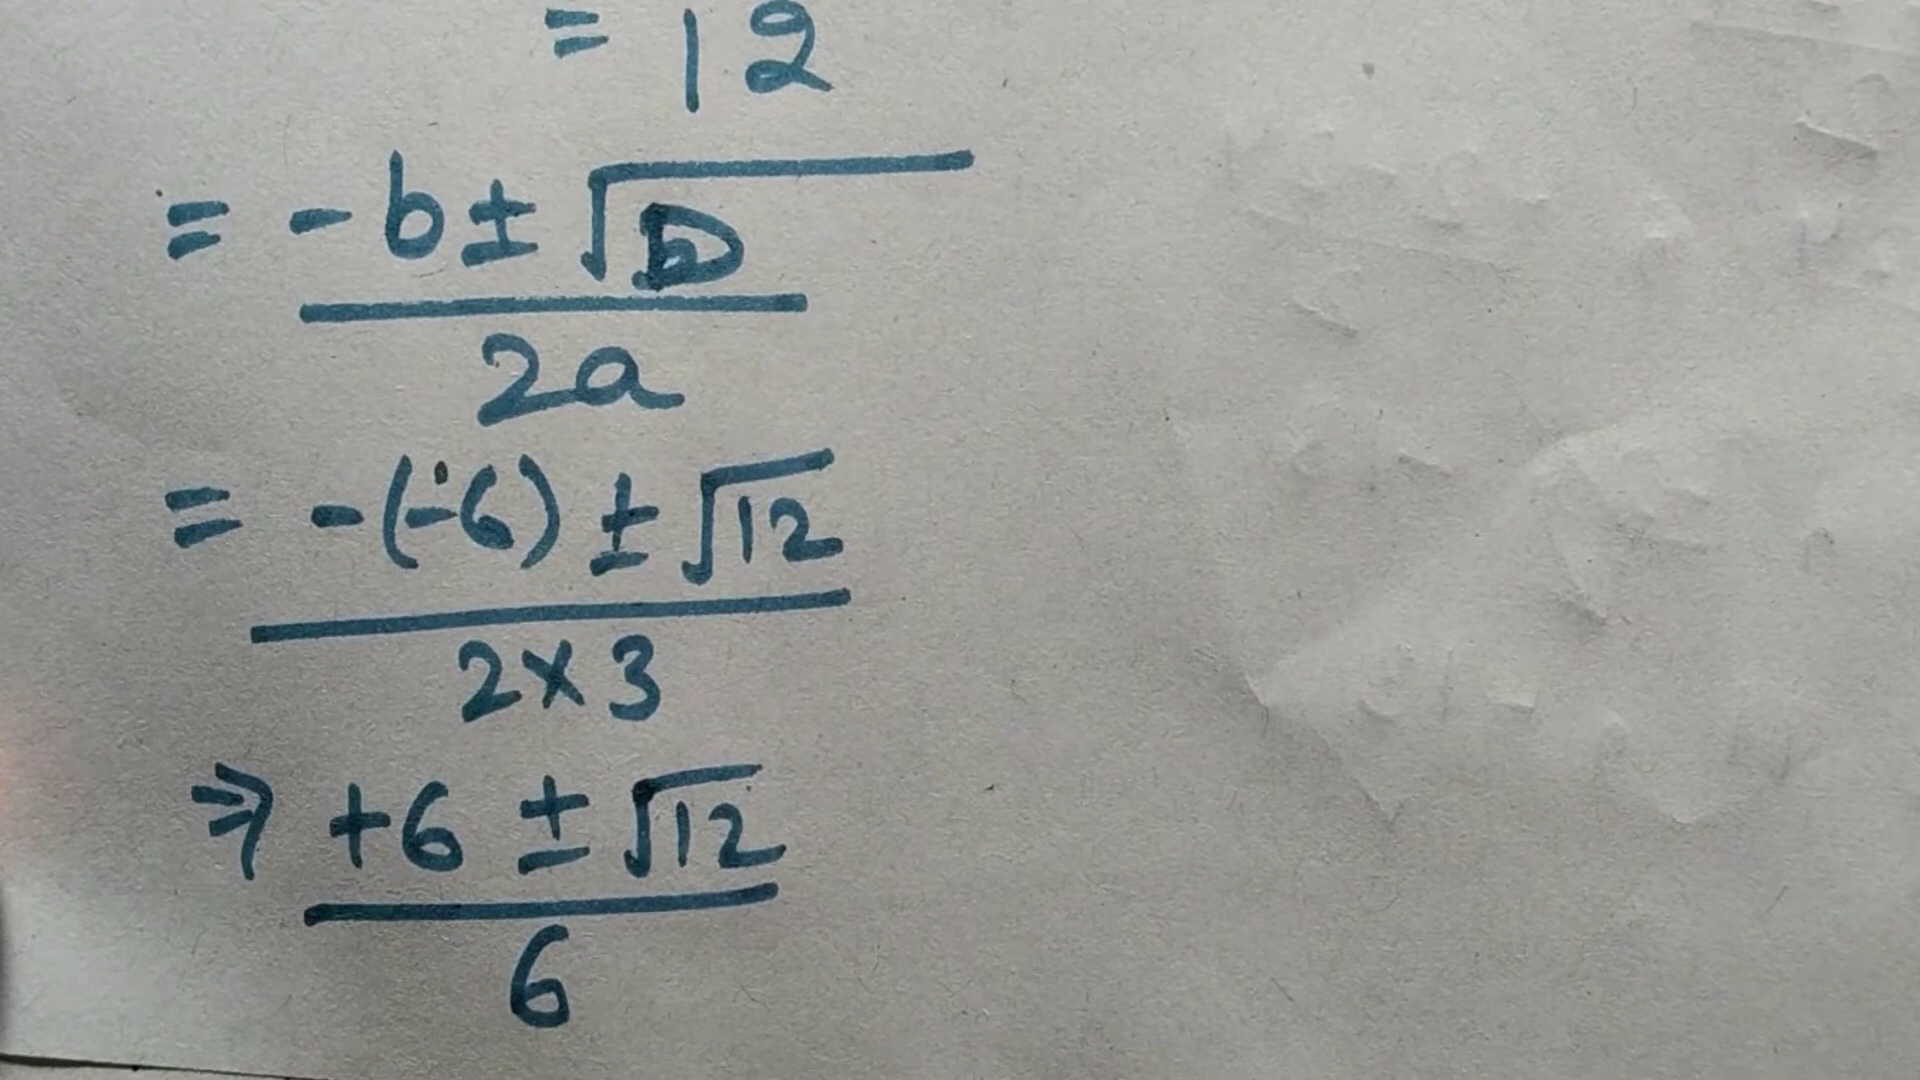 = 12
= -b ± √D
2a
= -(-6) ± √12
2×3
⇒ +6 ± √12
6